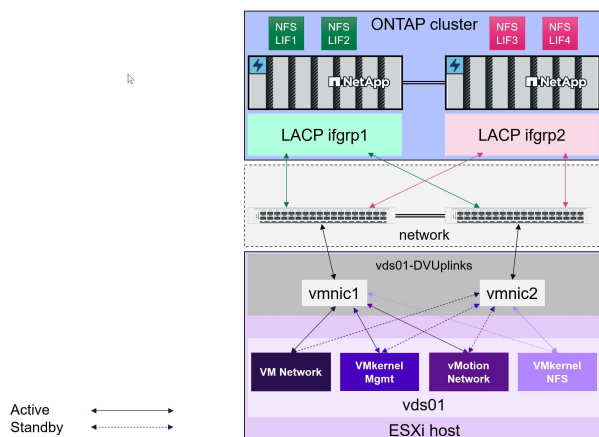 ONTAP cluster
NFS
LIF1
NFS
LIF2
NFS
LIF3
NFS
LIF4
NetApp
NetApp
LACP ifgrp1
LACP ifgrp2
network
vds01-DVUplinks
vmnic1
vmnic2
VM Network
VMkernel
Mgmt
vMotion
Network
VMkernel
NFS
vds01
ESXi host
Active
Standby